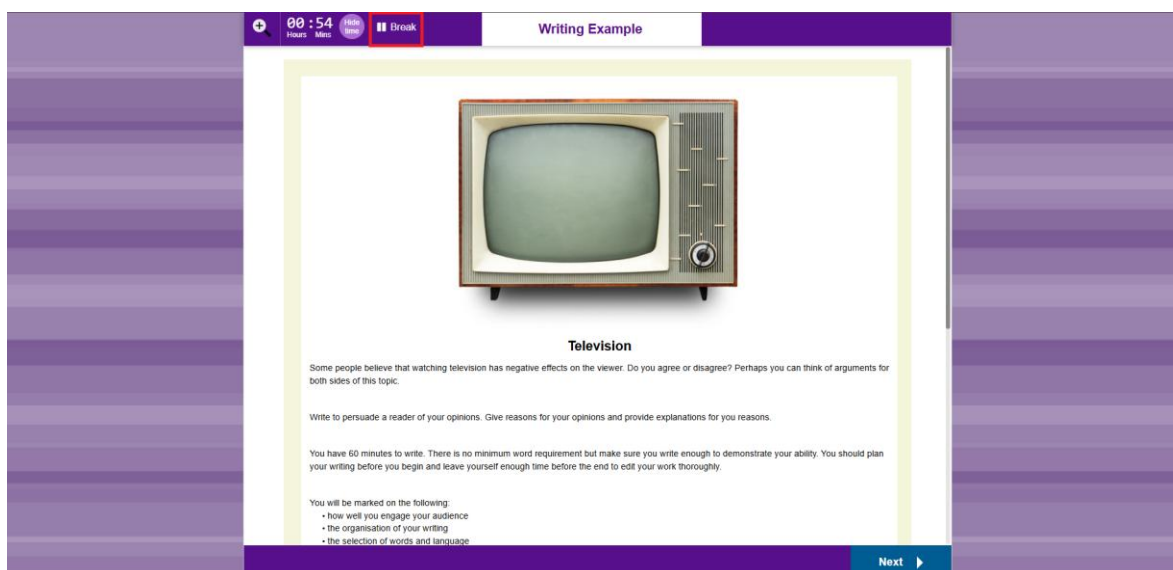 00 : 54
Hours Mins
Hide
time
Break
Writing Example
Television
Some people believe that watching television has negative effects on the viewer. Do you agree or disagree? Perhaps you can think of arguments for
both sides of this topic.
Write to persuade a reader of your opinions. Give reasons for your opinions and provide explanations for you reasons.
You have 60 minutes to write. There is no minimum word requirement but make sure you write enough to demonstrate your ability. You should plan
your writing before you begin and leave yourself enough time before the end to edit your work thoroughly.
You will be marked on the following:
• how well you engage your audience
• the organisation of your writing
• the selection of words and language
Next